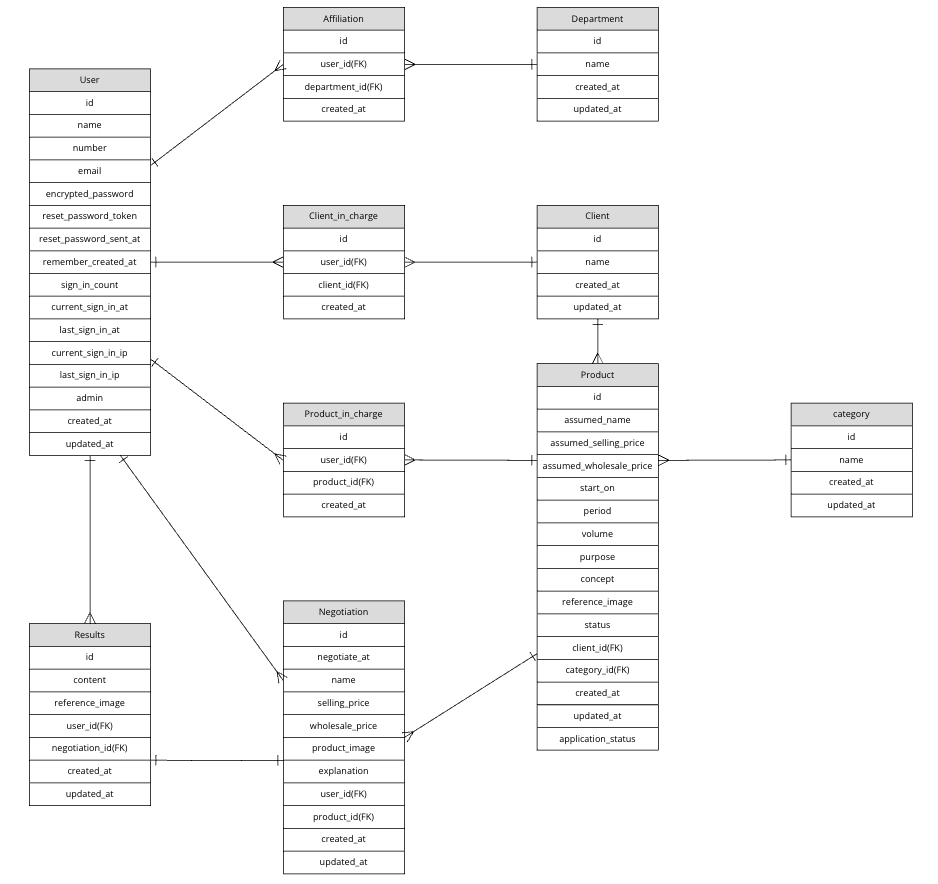 Affiliation
id
user_id(FK)
department_id(FK)
created_at
Department
id
name
created_at
updated_at
User
id
name
number
email
encrypted_password
reset_password_token
reset_password_sent_at
remember_created_at
sign_in_count
current_sign_in_at
last_sign_in_at
current_sign_in_ip
last_sign_in_ip
admin
created_at
updated_at
Client_in_charge
id
user_id(FK)
client_id(FK)
created_at
Client
id
name
created_at
updated_at
Product_in_charge
id
user_id(FK)
product_id(FK)
created_at
Product
id
assumed_name
assumed_selling_price
assumed_wholesale_price
start_on
period
volume
purpose
concept
reference_image
status
client_id(FK)
category_id(FK)
created_at
updated_at
application_status
category
id
name
created_at
updated_at
Results
id
content
reference_image
user_id(FK)
negotiation_id(FK)
created_at
updated_at
Negotiation
id
negotiate_at
name
selling_price
wholesale_price
product_image
explanation
user_id(FK)
product_id(FK)
created_at
updated_at